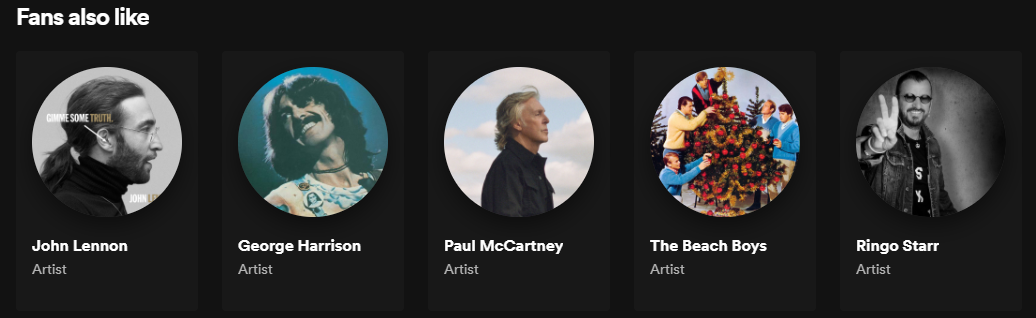 Fans also like
GIMME SOME TRUTH.
JOHN
John Lennon
George Harrison
Paul McCartney
The Beach Boys
Ringo Starr
Artist
Artist
Artist
Artist
Artist